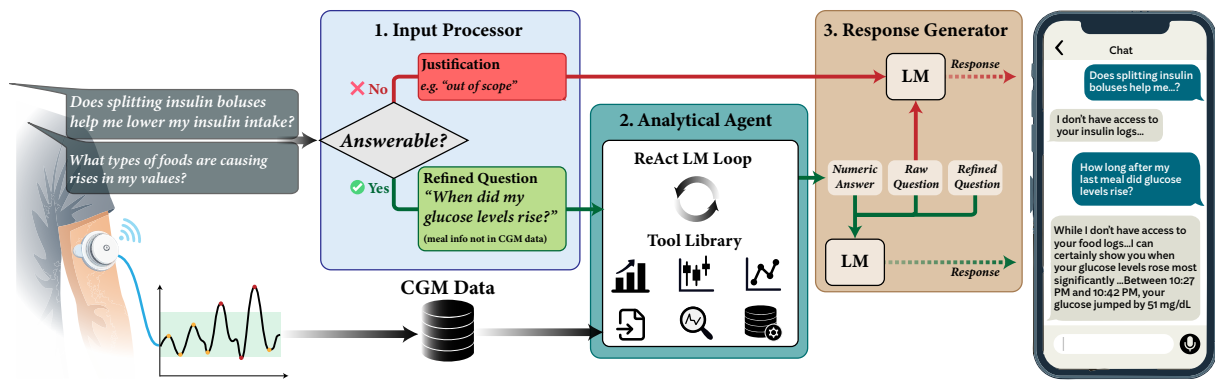 Does splitting insulin boluses
help me lower my insulin intake?
What types of foods are causing
rises in my values?
CGM Data
1. Input Processor
Justification
e.g. "out of scope"
No
Answerable?
Yes
Refined Question
“When did my
glucose levels rise?”
(meal info not in CGM data)
2. Analytical Agent
ReAct LM Loop
Tool Library
3. Response Generator
LM
Response
Numeric
Answer
Raw
Question
Refined
Question
LM
Response
Chat
Does splitting insulin
boluses help me...?
I don't have access to
your insulin logs...
How long after my
last meal did glucose
levels rise?
While I don't have access to
your food logs...I can
certainly show you when
your glucose levels rose most
significantly ...Between 10:27
PM and 10:42 PM, your
glucose jumped by 51 mg/dL